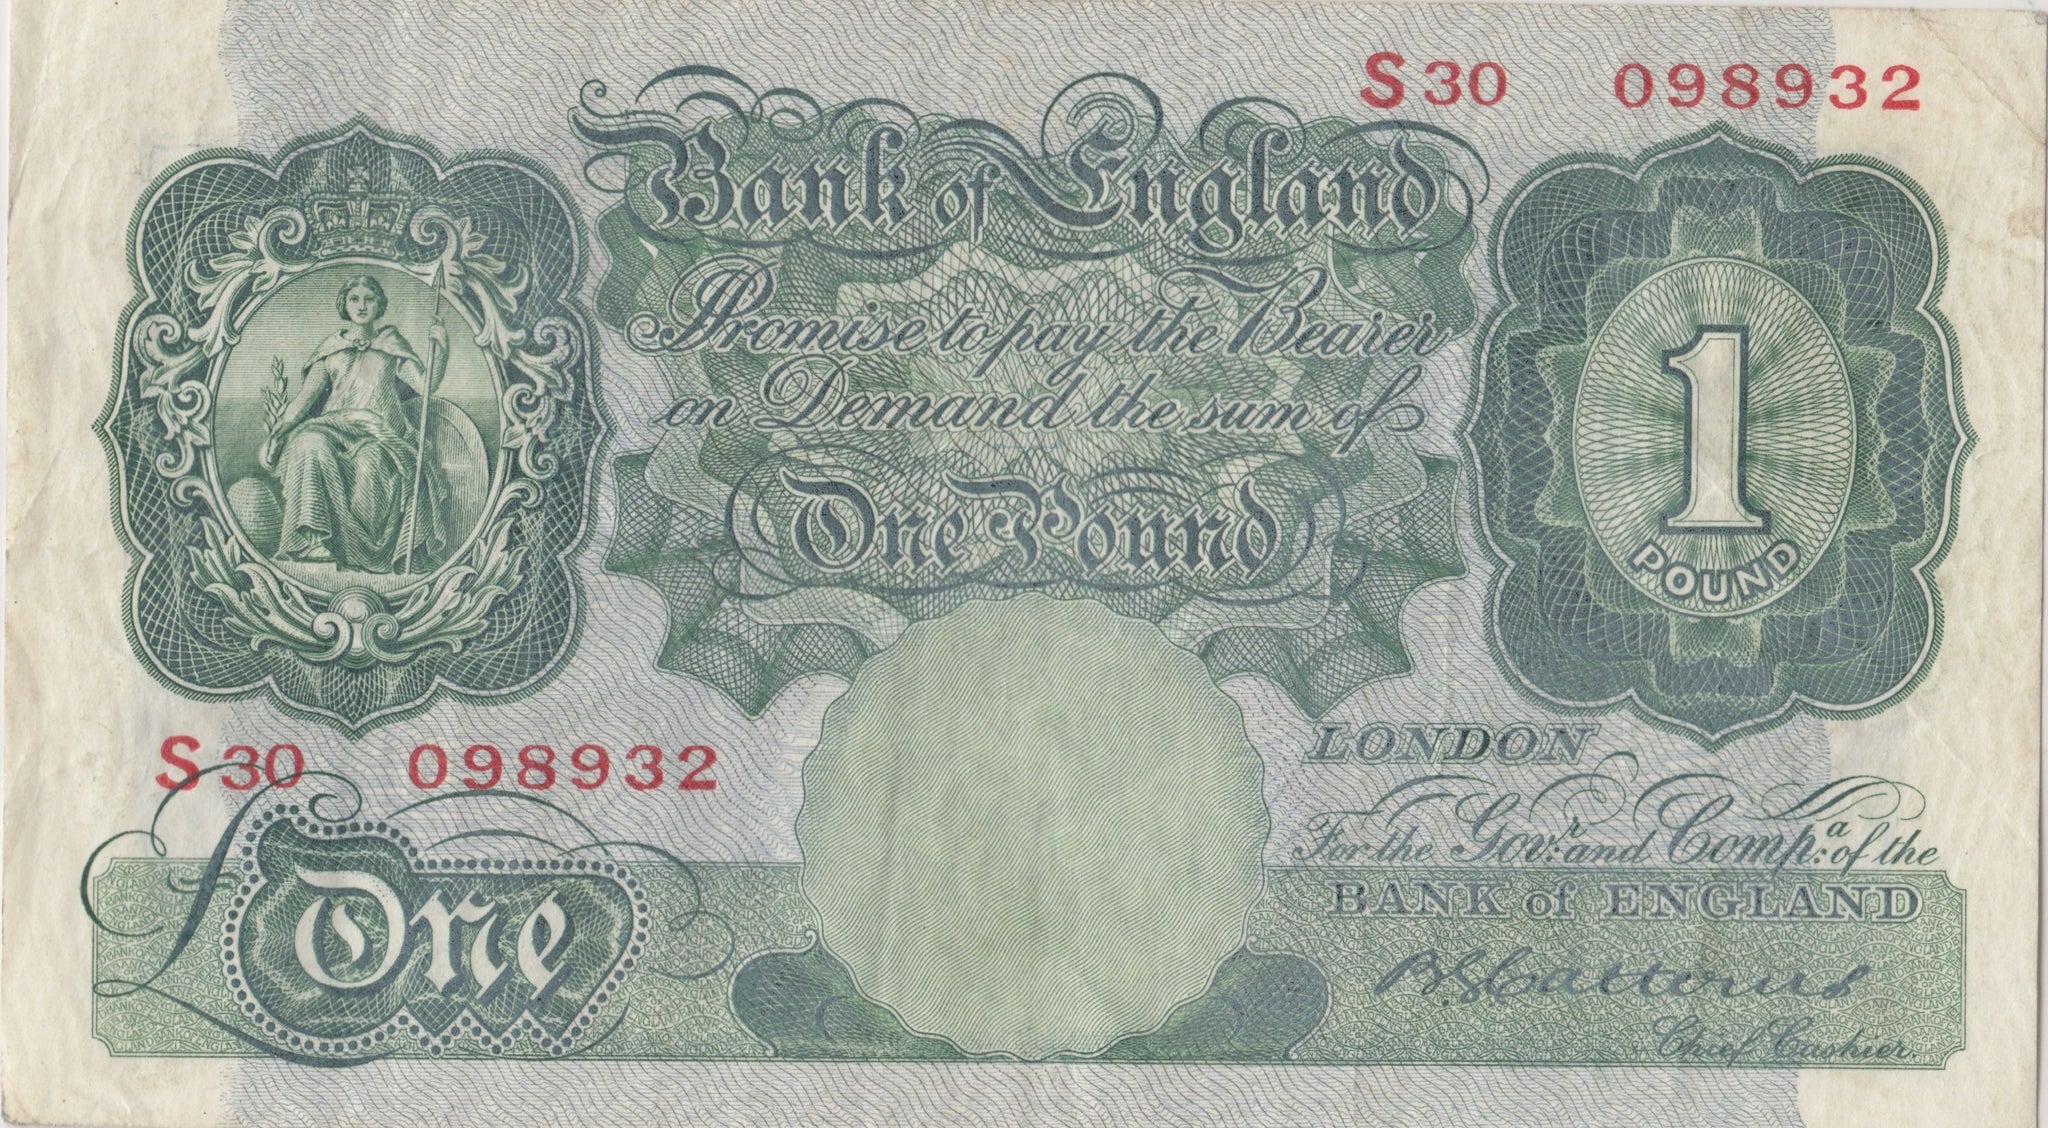 S30 098932
Bank of England
Promise to pay the Bearer
on Demand the sum of
One Pound
1
POUND
S30 098932
LONDON
For the Govr. and Compa. of the
BANK of ENGLAND
£One
B G Catterns
Chief Cashier.